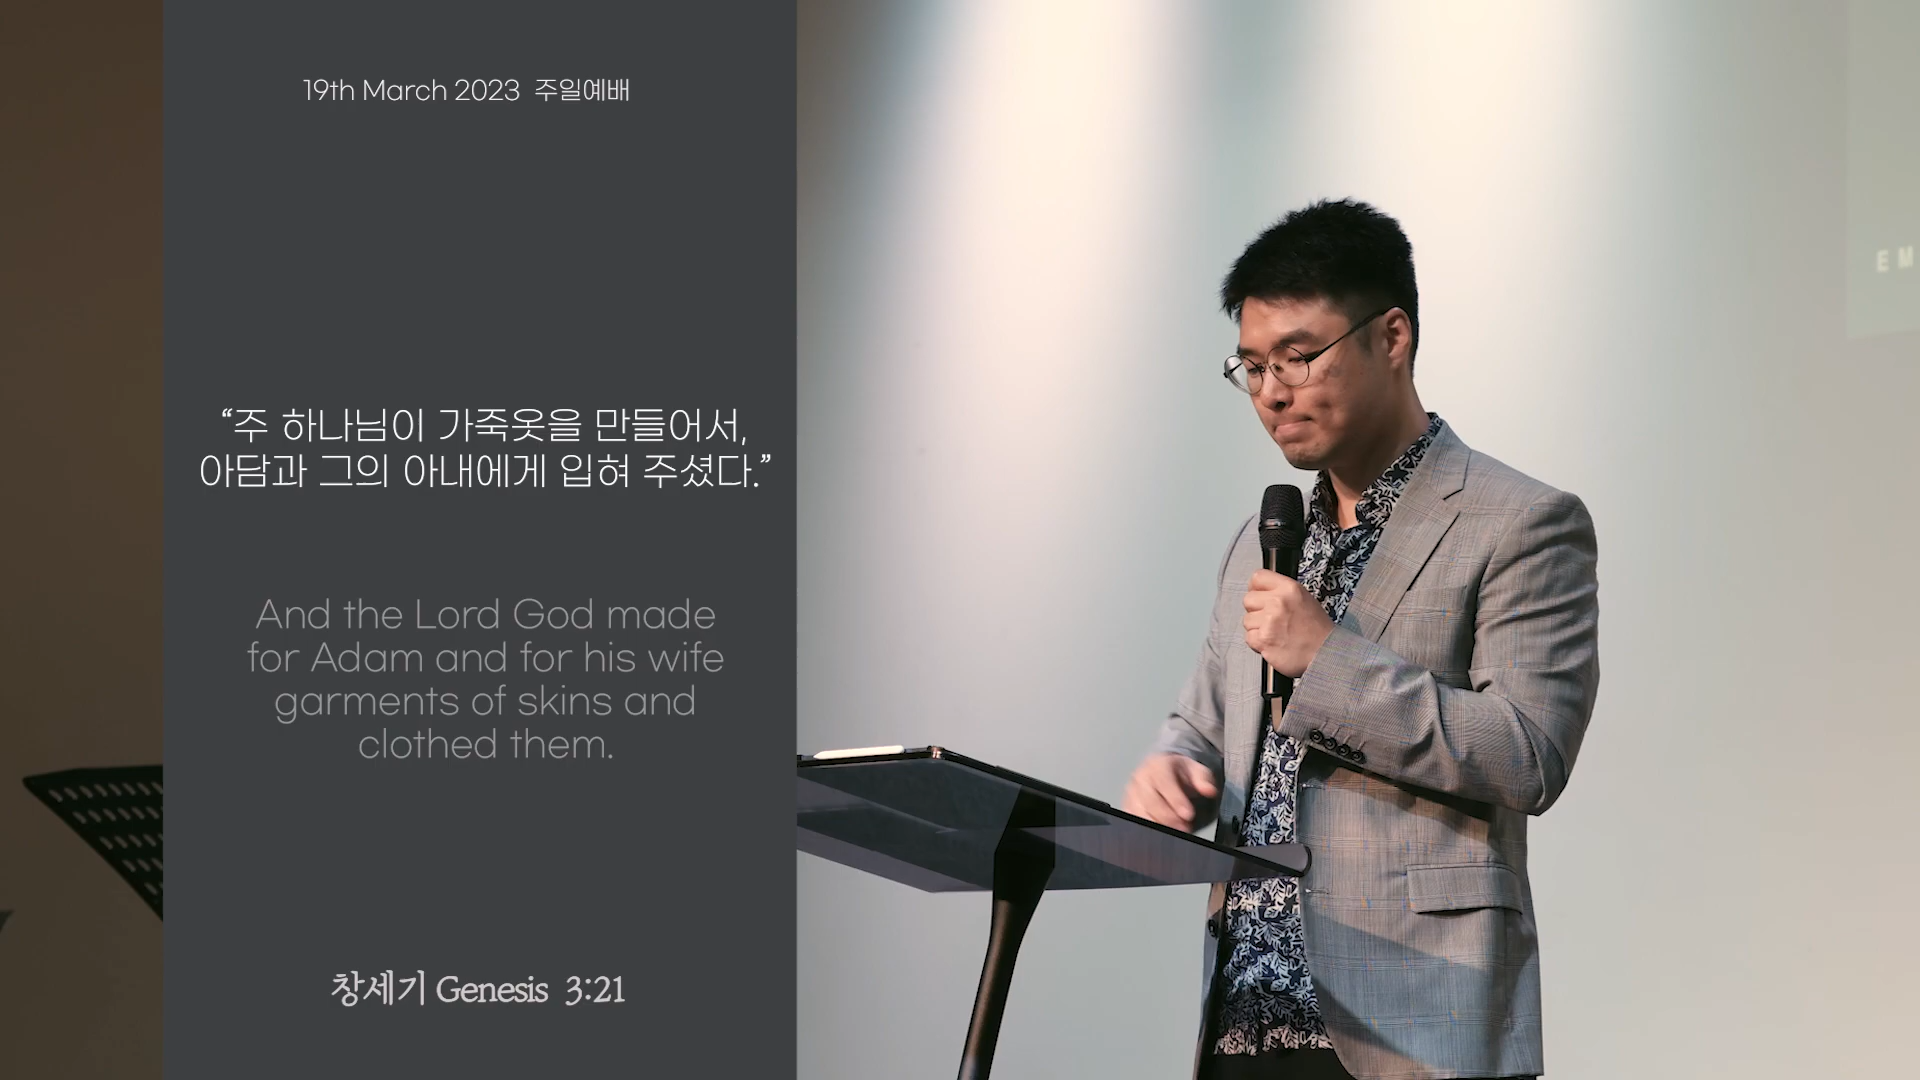 19th March 2023 주일예배
“주 하나님이 가죽옷을 만들어서,
아담과 그의 아내에게 입혀 주셨다.”
And the Lord God made
for Adam and for his wife
garments of skins and
clothed them.
창세기 Genesis 3:21
E M